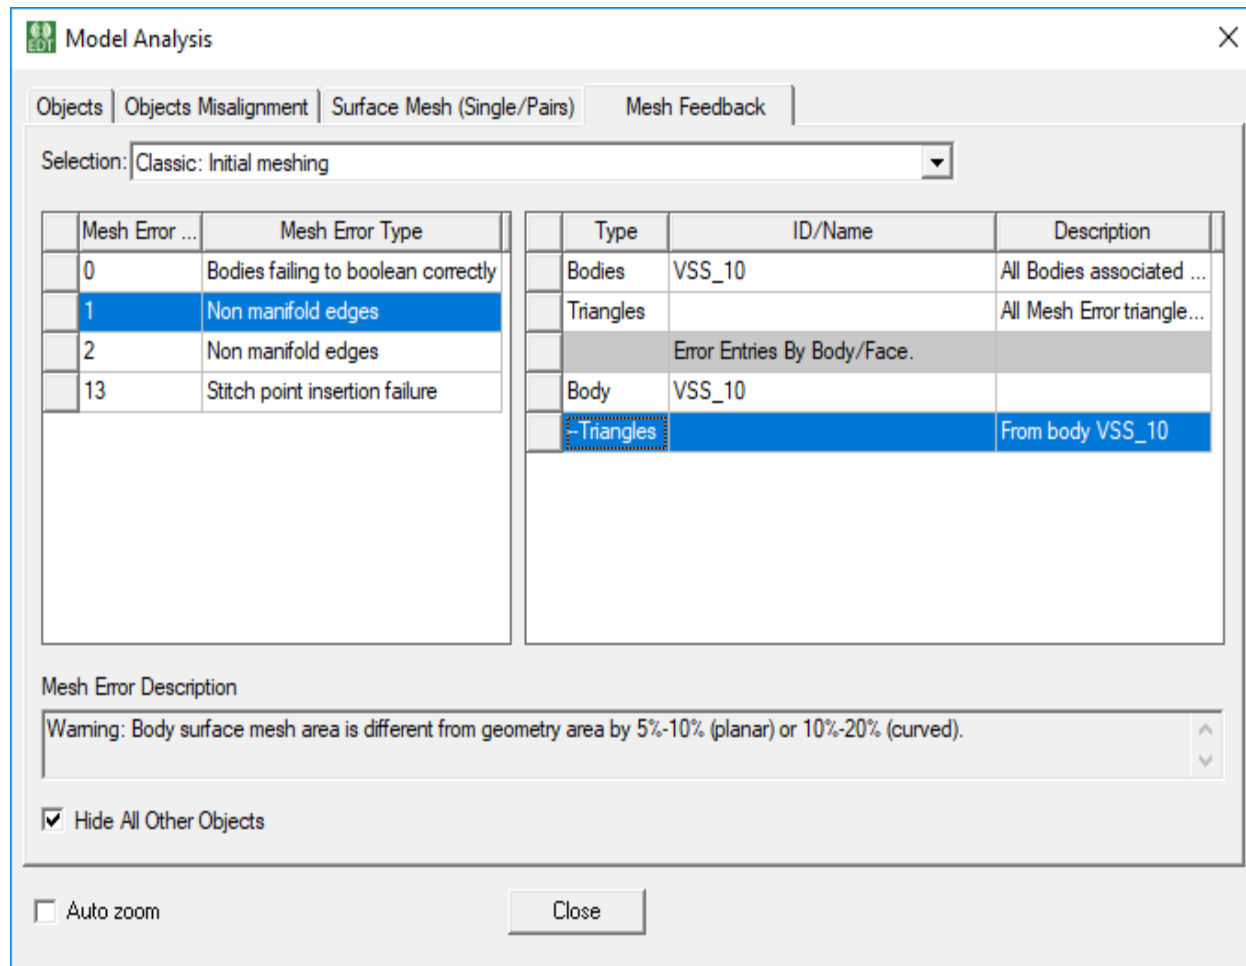 EDT Model Analysis
Objects Objects Misalignment Surface Mesh (Single/Pairs) Mesh Feedback
Selection: Classic: Initial meshing
Mesh Error ... Mesh Error Type
0 Bodies failing to boolean correctly
1 Non manifold edges
2 Non manifold edges
13 Stitch point insertion failure
Type ID/Name Description
Bodies VSS_10 All Bodies associated ...
Triangles All Mesh Error triangle...
Error Entries By Body/Face.
Body VSS_10
--Triangles From body VSS_10
Mesh Error Description
Warning: Body surface mesh area is different from geometry area by 5%-10% (planar) or 10%-20% (curved).
Hide All Other Objects
Auto zoom Close